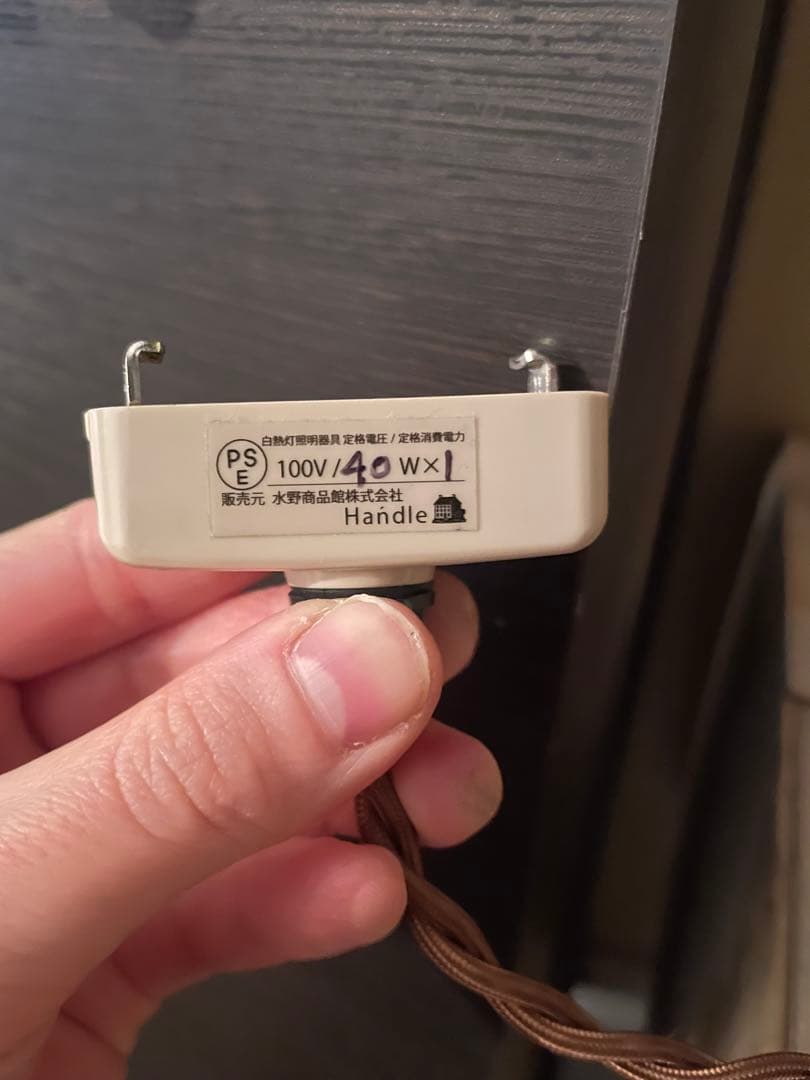 白熱灯照明器具 定格電圧 / 定格消費電力
PS
E
100V / 40 W×1
販売元 水野商品館株式会社
Hańdle